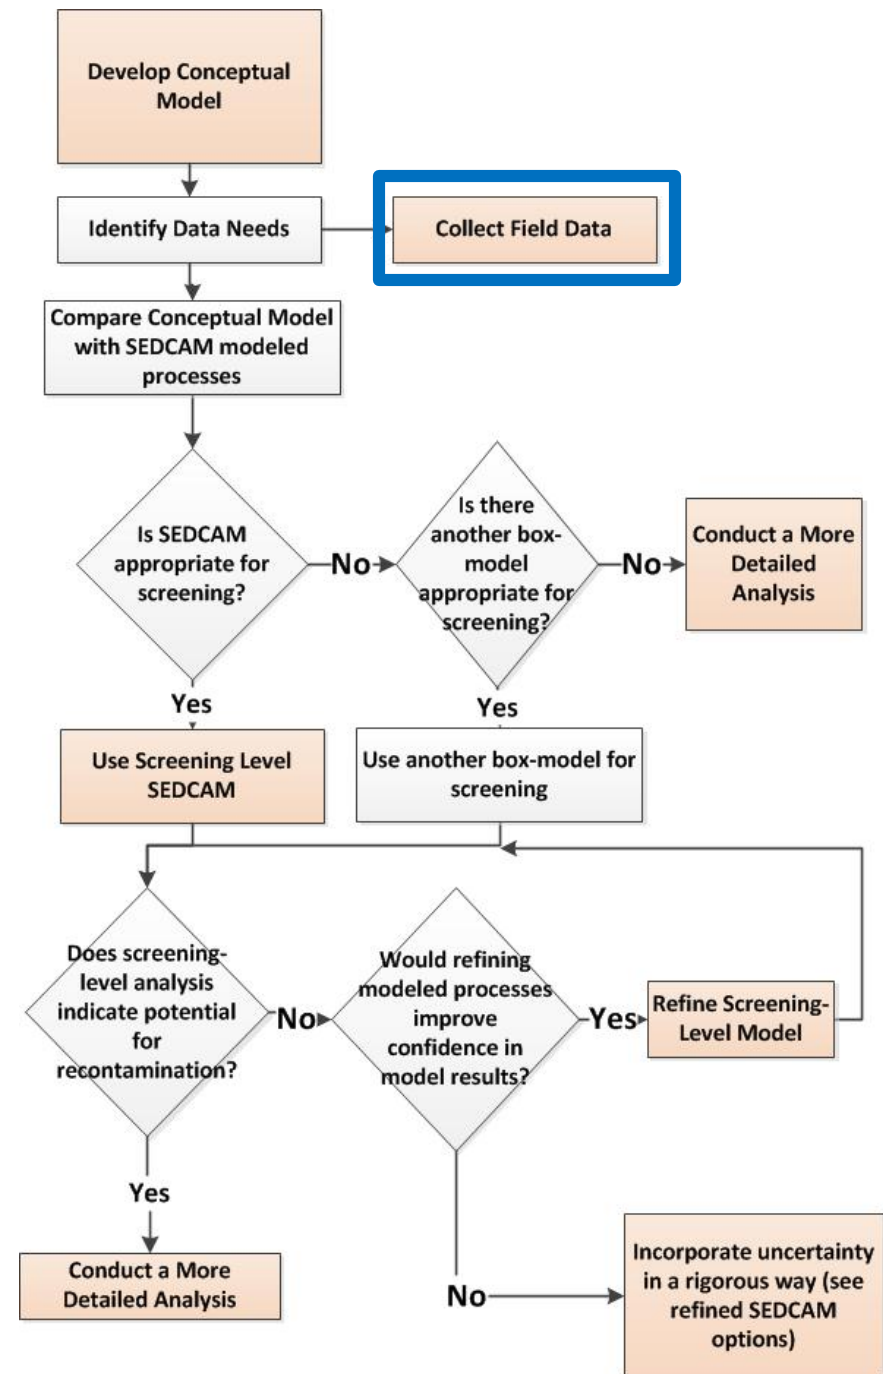 Develop Conceptual
Model
Identify Data Needs
Collect Field Data
Compare Conceptual Model
with SEDCAM modeled
processes
Is SEDCAM
appropriate for
screening?
No
Is there
another box-
model
appropriate for
screening?
No
Conduct a More
Detailed
Analysis
Yes
Yes
Use Screening Level
SEDCAM
Use another box-model for
screening
Does screening-
level analysis
indicate potential
for
recontamination?
No
Would refining
modeled processes
improve
confidence in
model results?
Yes
Refine Screening-
Level Model
Yes
Conduct a More
Detailed Analysis
No
Incorporate uncertainty
in a rigorous way (see
refined SEDCAM
options)